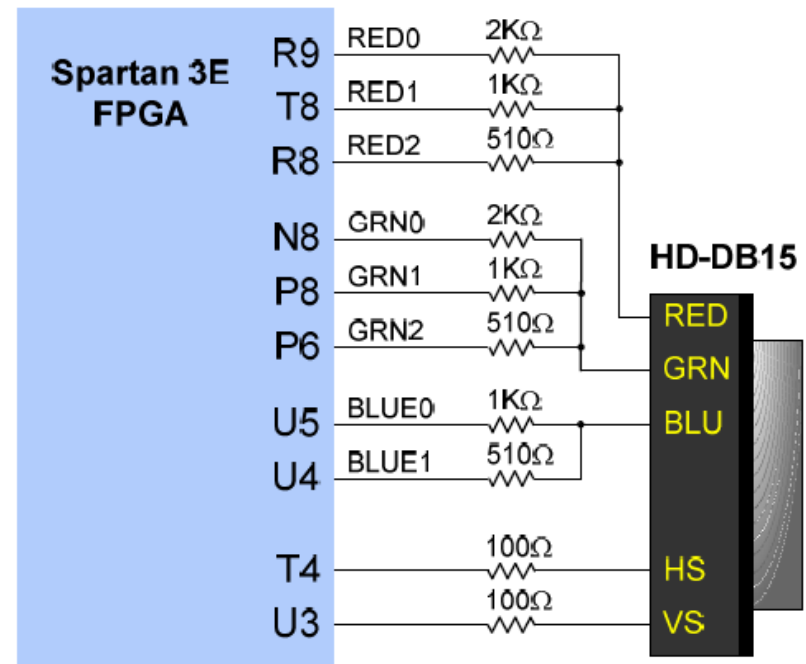 Spartan 3E
FPGA
R9 RED0 2KΩ
T8 RED1 1KΩ
R8 RED2 510Ω
N8 GRN0 2KΩ
P8 GRN1 1KΩ
P6 GRN2 510Ω
U5 BLUE0 1KΩ
U4 BLUE1 510Ω
T4 100Ω
U3 100Ω
HD-DB15
RED
GRN
BLU
HS
VS